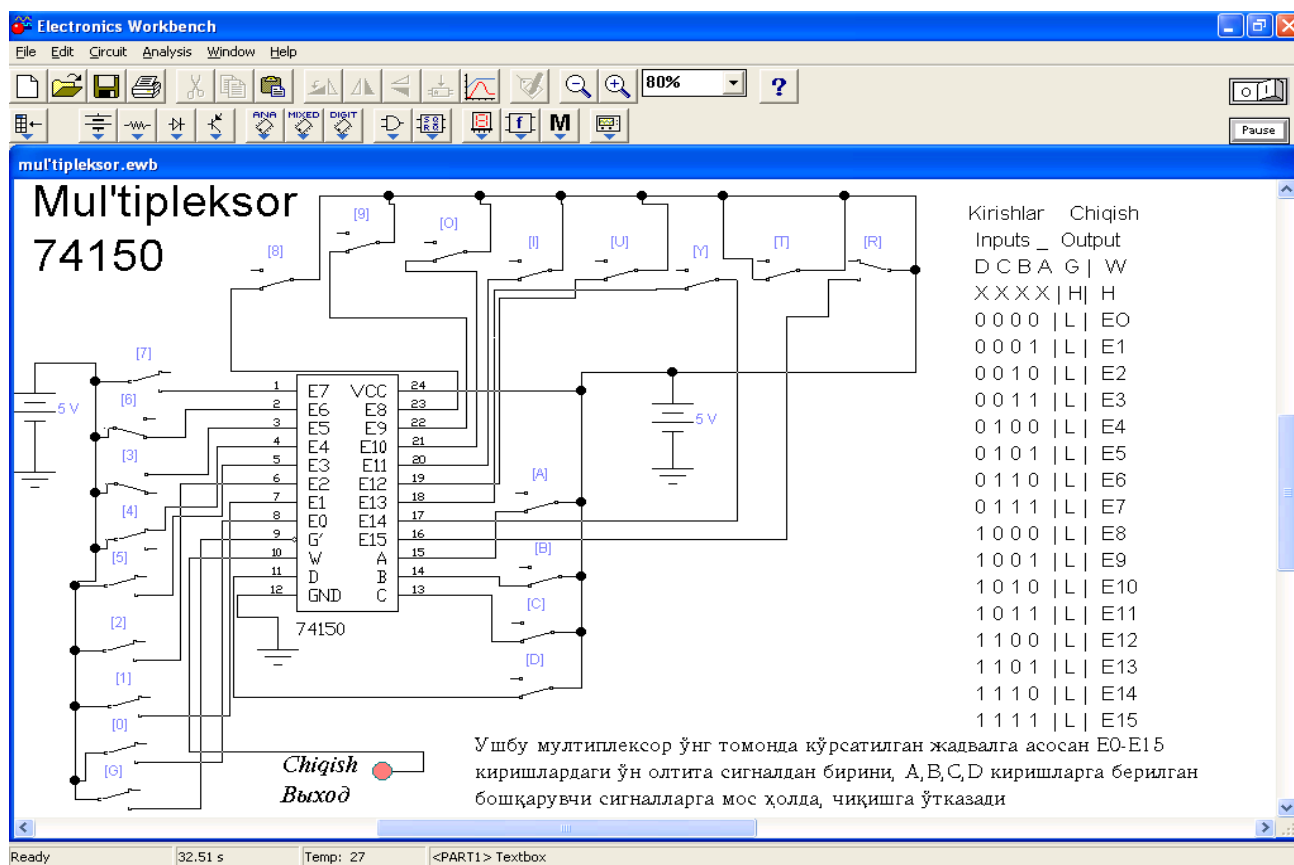 Electronics Workbench
File Edit Circuit Analysis Window Help
80%
?
ANA MIXED DIGIT
M
Pause
mul'tipleksor.ewb
Mul'tipleksor
74150
[8]
[9]
[O]
[I]
[U]
[Y]
[T]
[R]
[7]
[6]
[3]
[4]
[5]
[2]
[1]
[0]
[G]
5 V
5 V
[A]
[B]
[C]
[D]
1 E7 VCC 24
2 E6 E8 23
3 E5 E9 22
4 E4 E10 21
5 E3 E11 20
6 E2 E12 19
7 E1 E13 18
8 E0 E14 17
9 G' E15 16
10 W A 15
11 D B 14
12 GND C 13
74150
Chiqish
Выход
Kirishlar Chiqish
Inputs _ Output
D C B A G | W
X X X X | H| H
0 0 0 0 | L | EO
0 0 0 1 | L | E1
0 0 1 0 | L | E2
0 0 1 1 | L | E3
0 1 0 0 | L | E4
0 1 0 1 | L | E5
0 1 1 0 | L | E6
0 1 1 1 | L | E7
1 0 0 0 | L | E8
1 0 0 1 | L | E9
1 0 1 0 | L | E10
1 0 1 1 | L | E11
1 1 0 0 | L | E12
1 1 0 1 | L | E13
1 1 1 0 | L | E14
1 1 1 1 | L | E15
Ушбу мултиплексор ўнг томонда кўрсатилган жадвалга асосан E0-E15
киришлардаги ўн олтита сигналдан бирини, A,B,C,D киришларга берилган
бошқарувчи сигналларга мос ҳолда, чиқишга ўтказади
Ready 32.51 s Temp: 27 <PART1> Textbox